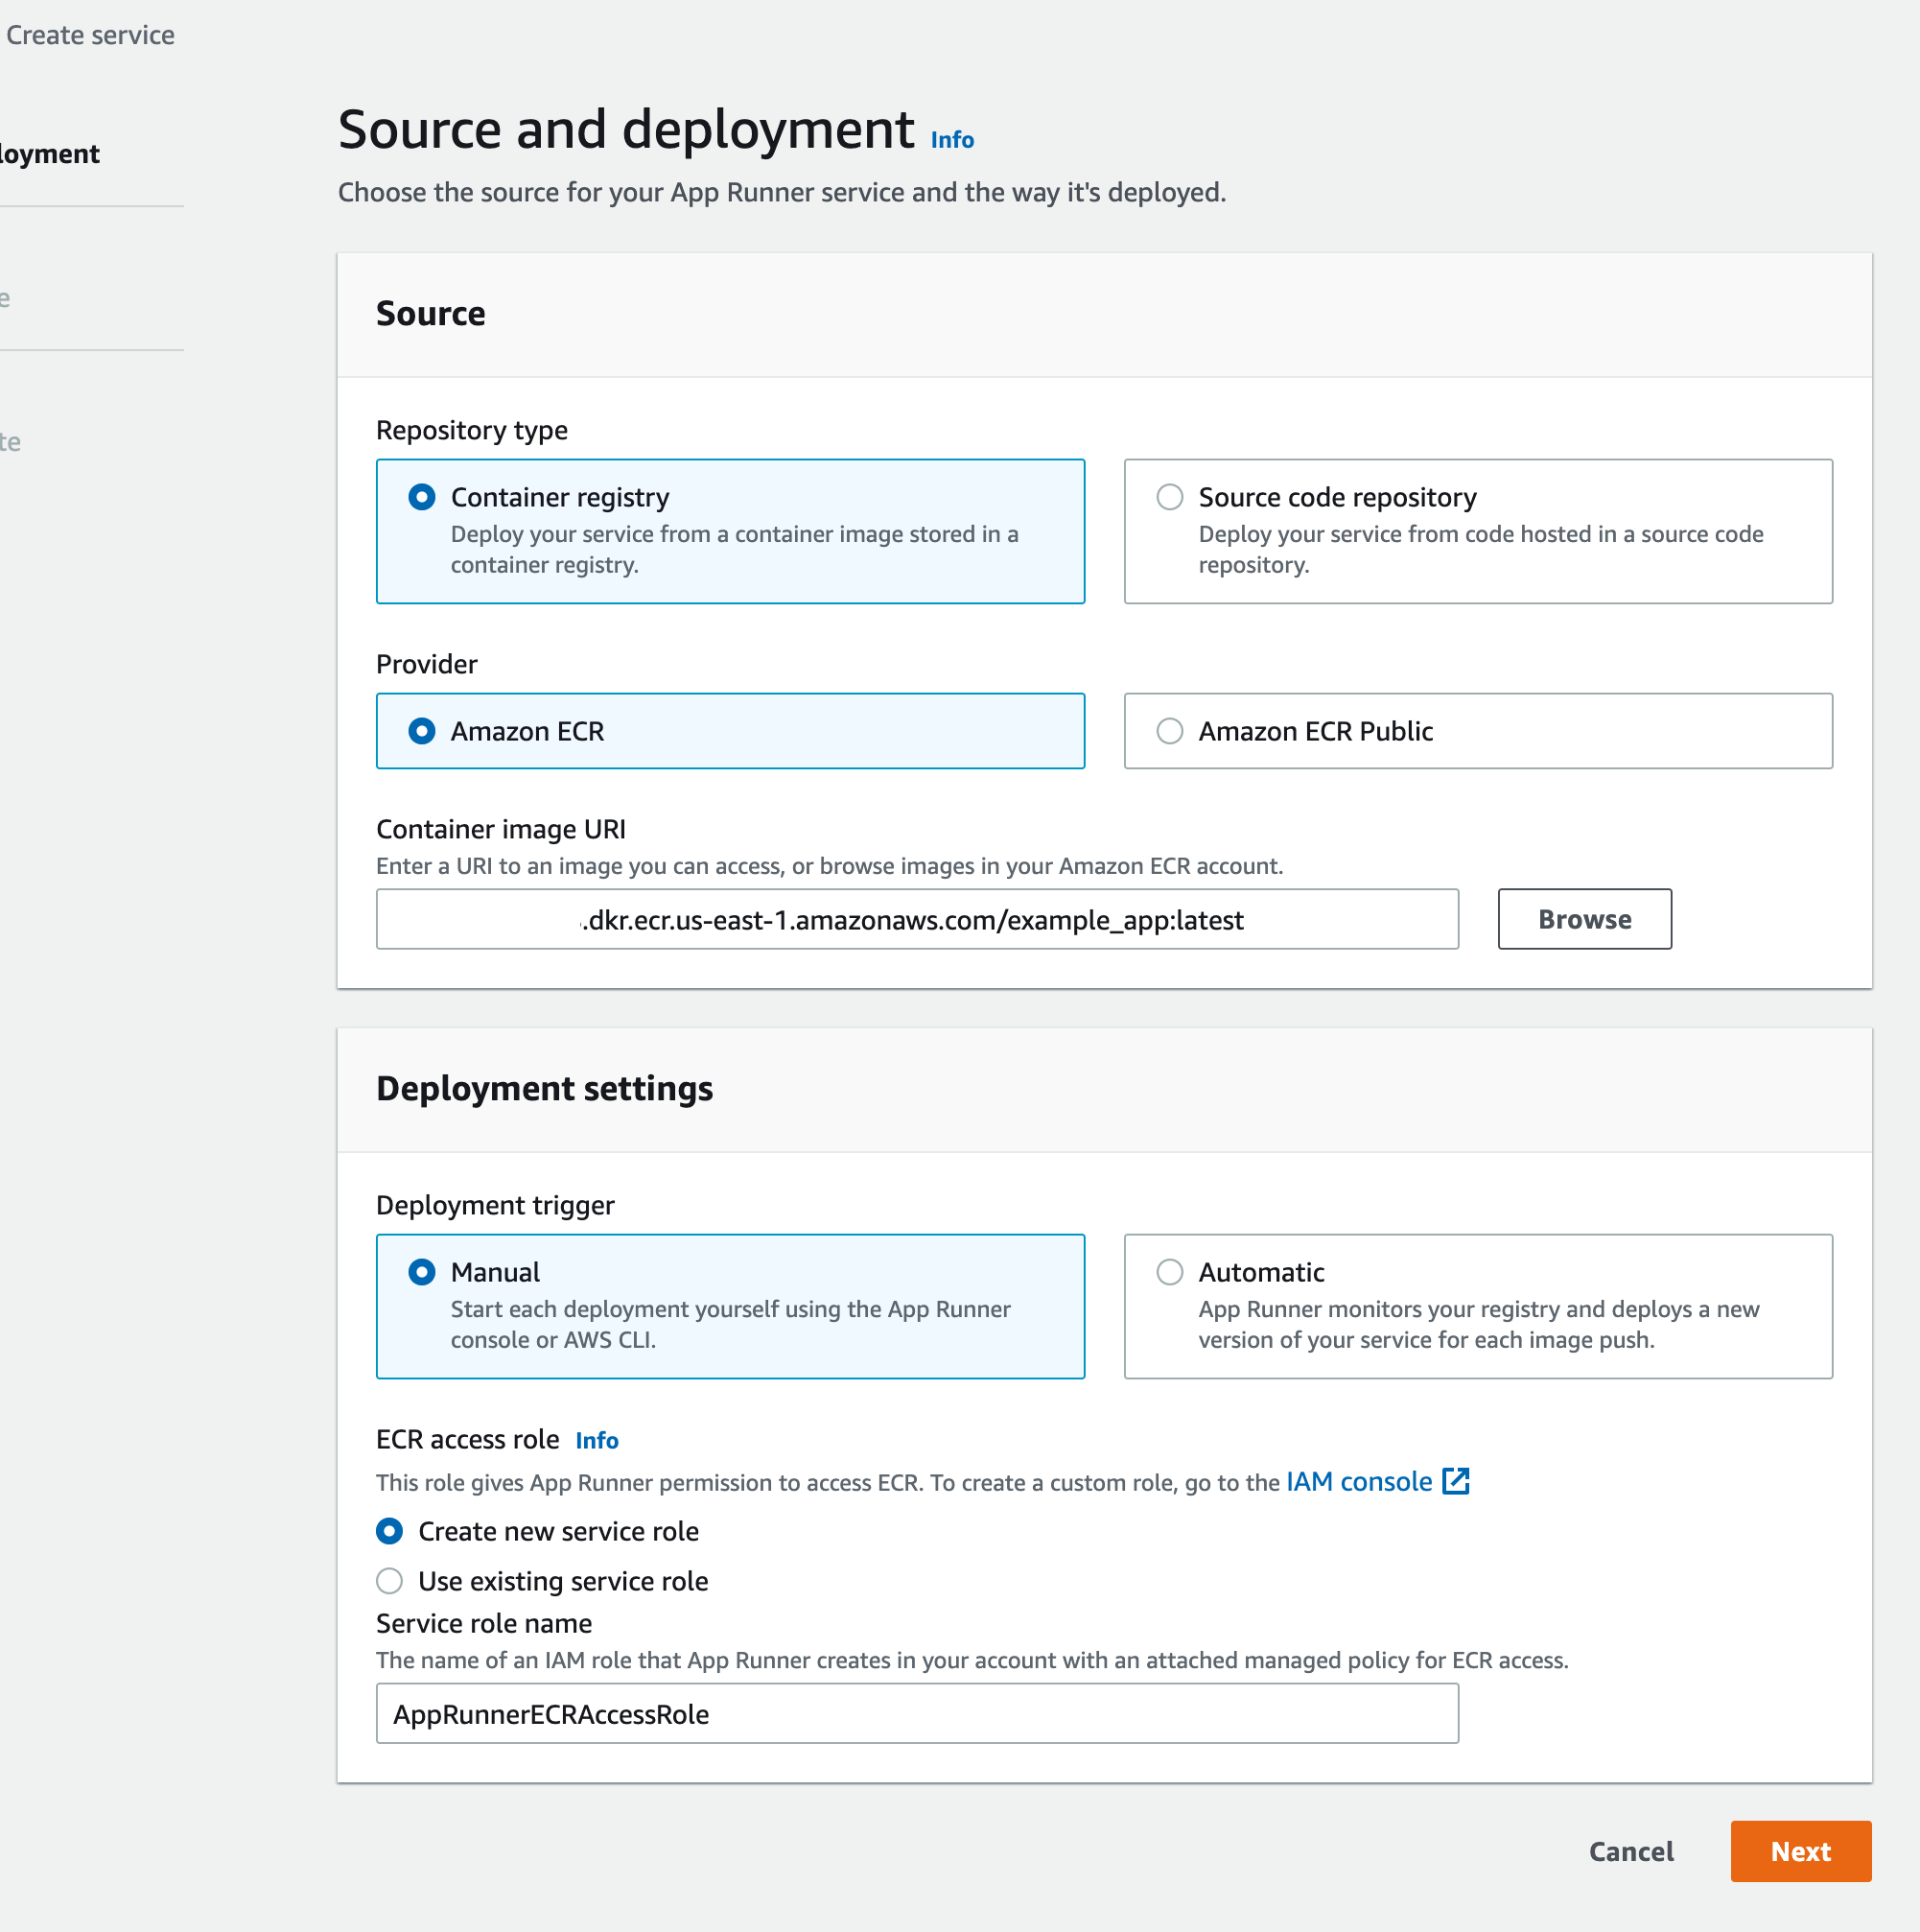 Create service
loyment
e
te
Source and deployment Info
Choose the source for your App Runner service and the way it's deployed.
Source
Repository type
Container registry
Deploy your service from a container image stored in a
container registry.
Source code repository
Deploy your service from code hosted in a source code
repository.
Provider
Amazon ECR
Amazon ECR Public
Container image URI
Enter a URI to an image you can access, or browse images in your Amazon ECR account.
.dkr.ecr.us-east-1.amazonaws.com/example_app:latest
Browse
Deployment settings
Deployment trigger
Manual
Start each deployment yourself using the App Runner
console or AWS CLI.
Automatic
App Runner monitors your registry and deploys a new
version of your service for each image push.
ECR access role Info
This role gives App Runner permission to access ECR. To create a custom role, go to the IAM console
Create new service role
Use existing service role
Service role name
The name of an IAM role that App Runner creates in your account with an attached managed policy for ECR access.
AppRunnerECRAccessRole
Cancel
Next